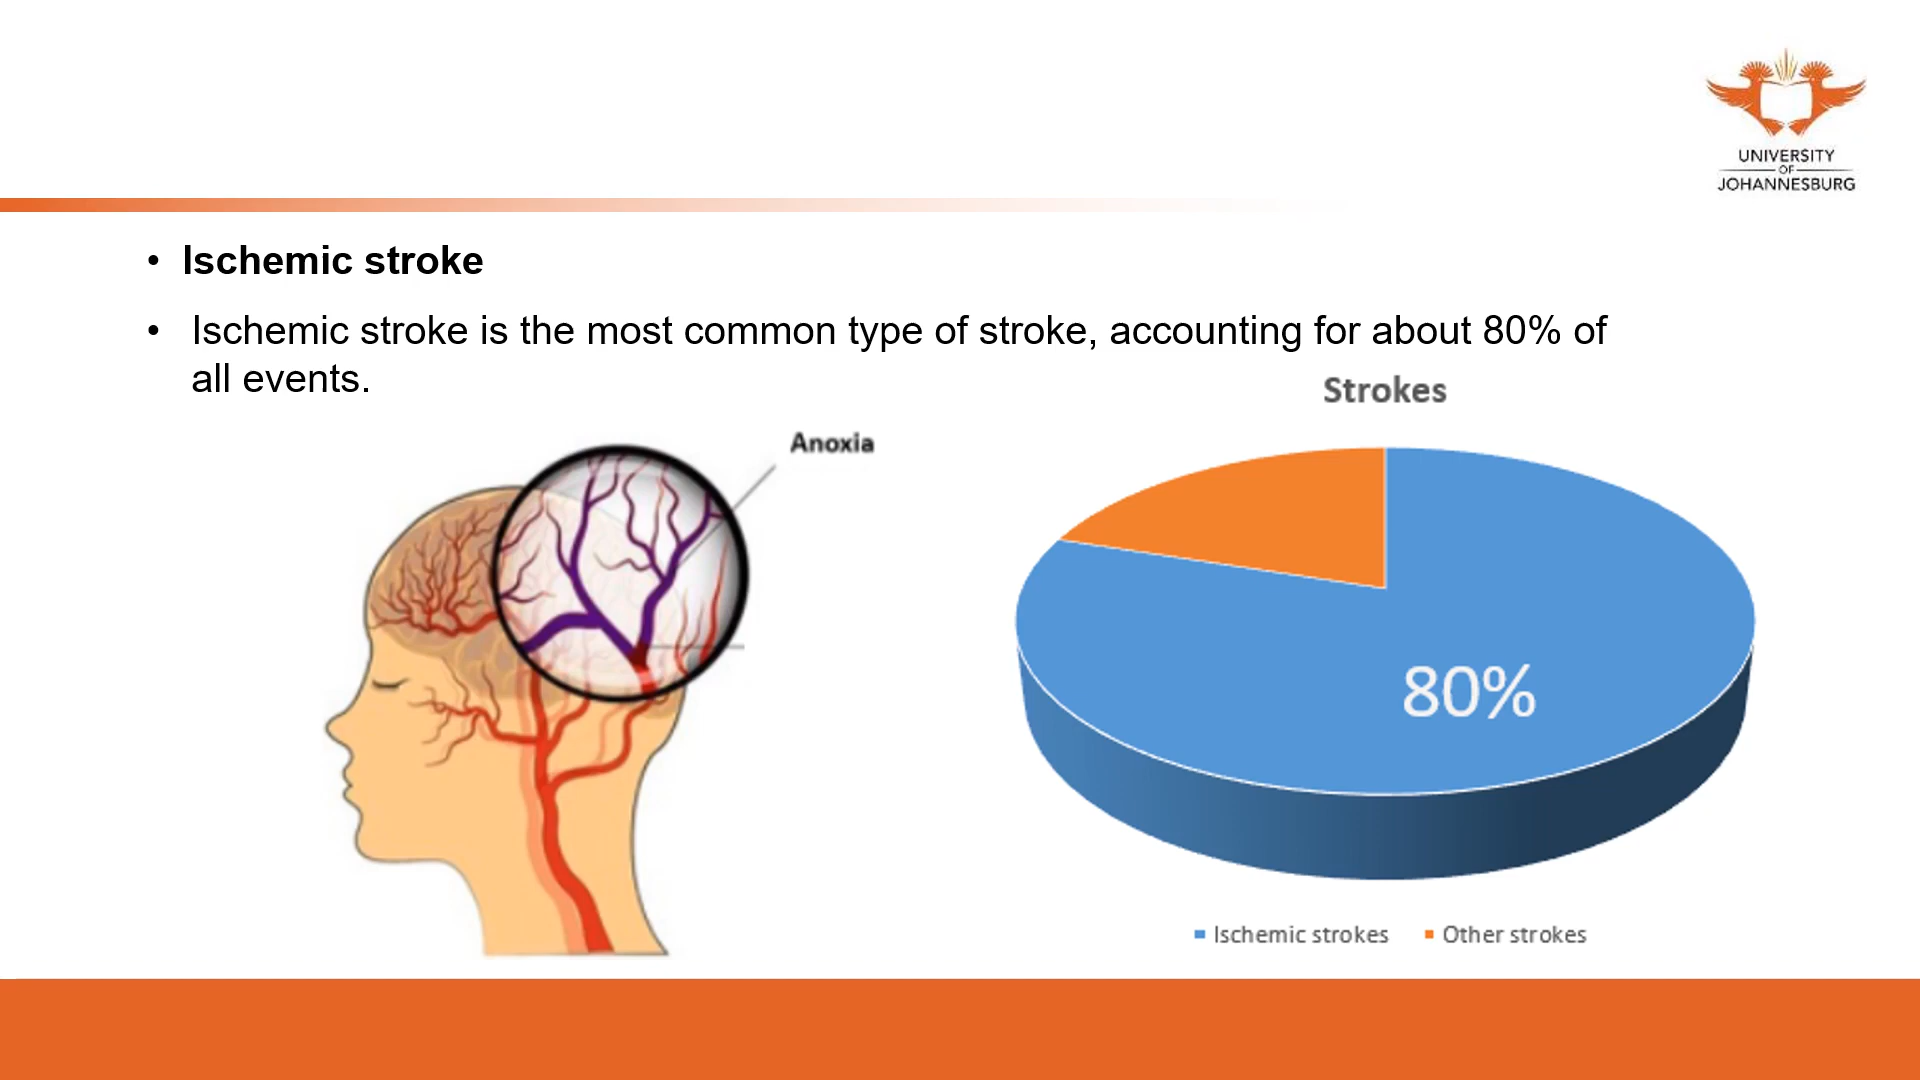 UNIVERSITY
OF
JOHANNESBURG
• Ischemic stroke
• Ischemic stroke is the most common type of stroke, accounting for about 80% of
all events.
Anoxia
Strokes
80%
Ischemic strokes
Other strokes